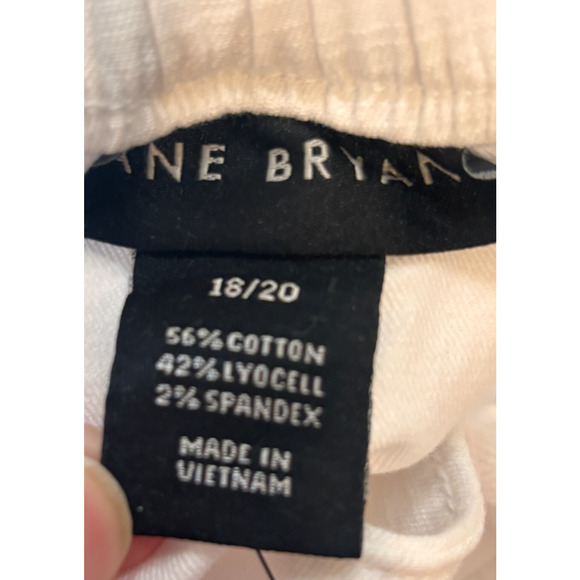 ANE BRYAN
18/20
56% COTTON
42% LYOCELL
2% SPANDEX
MADE IN
VIETNAM